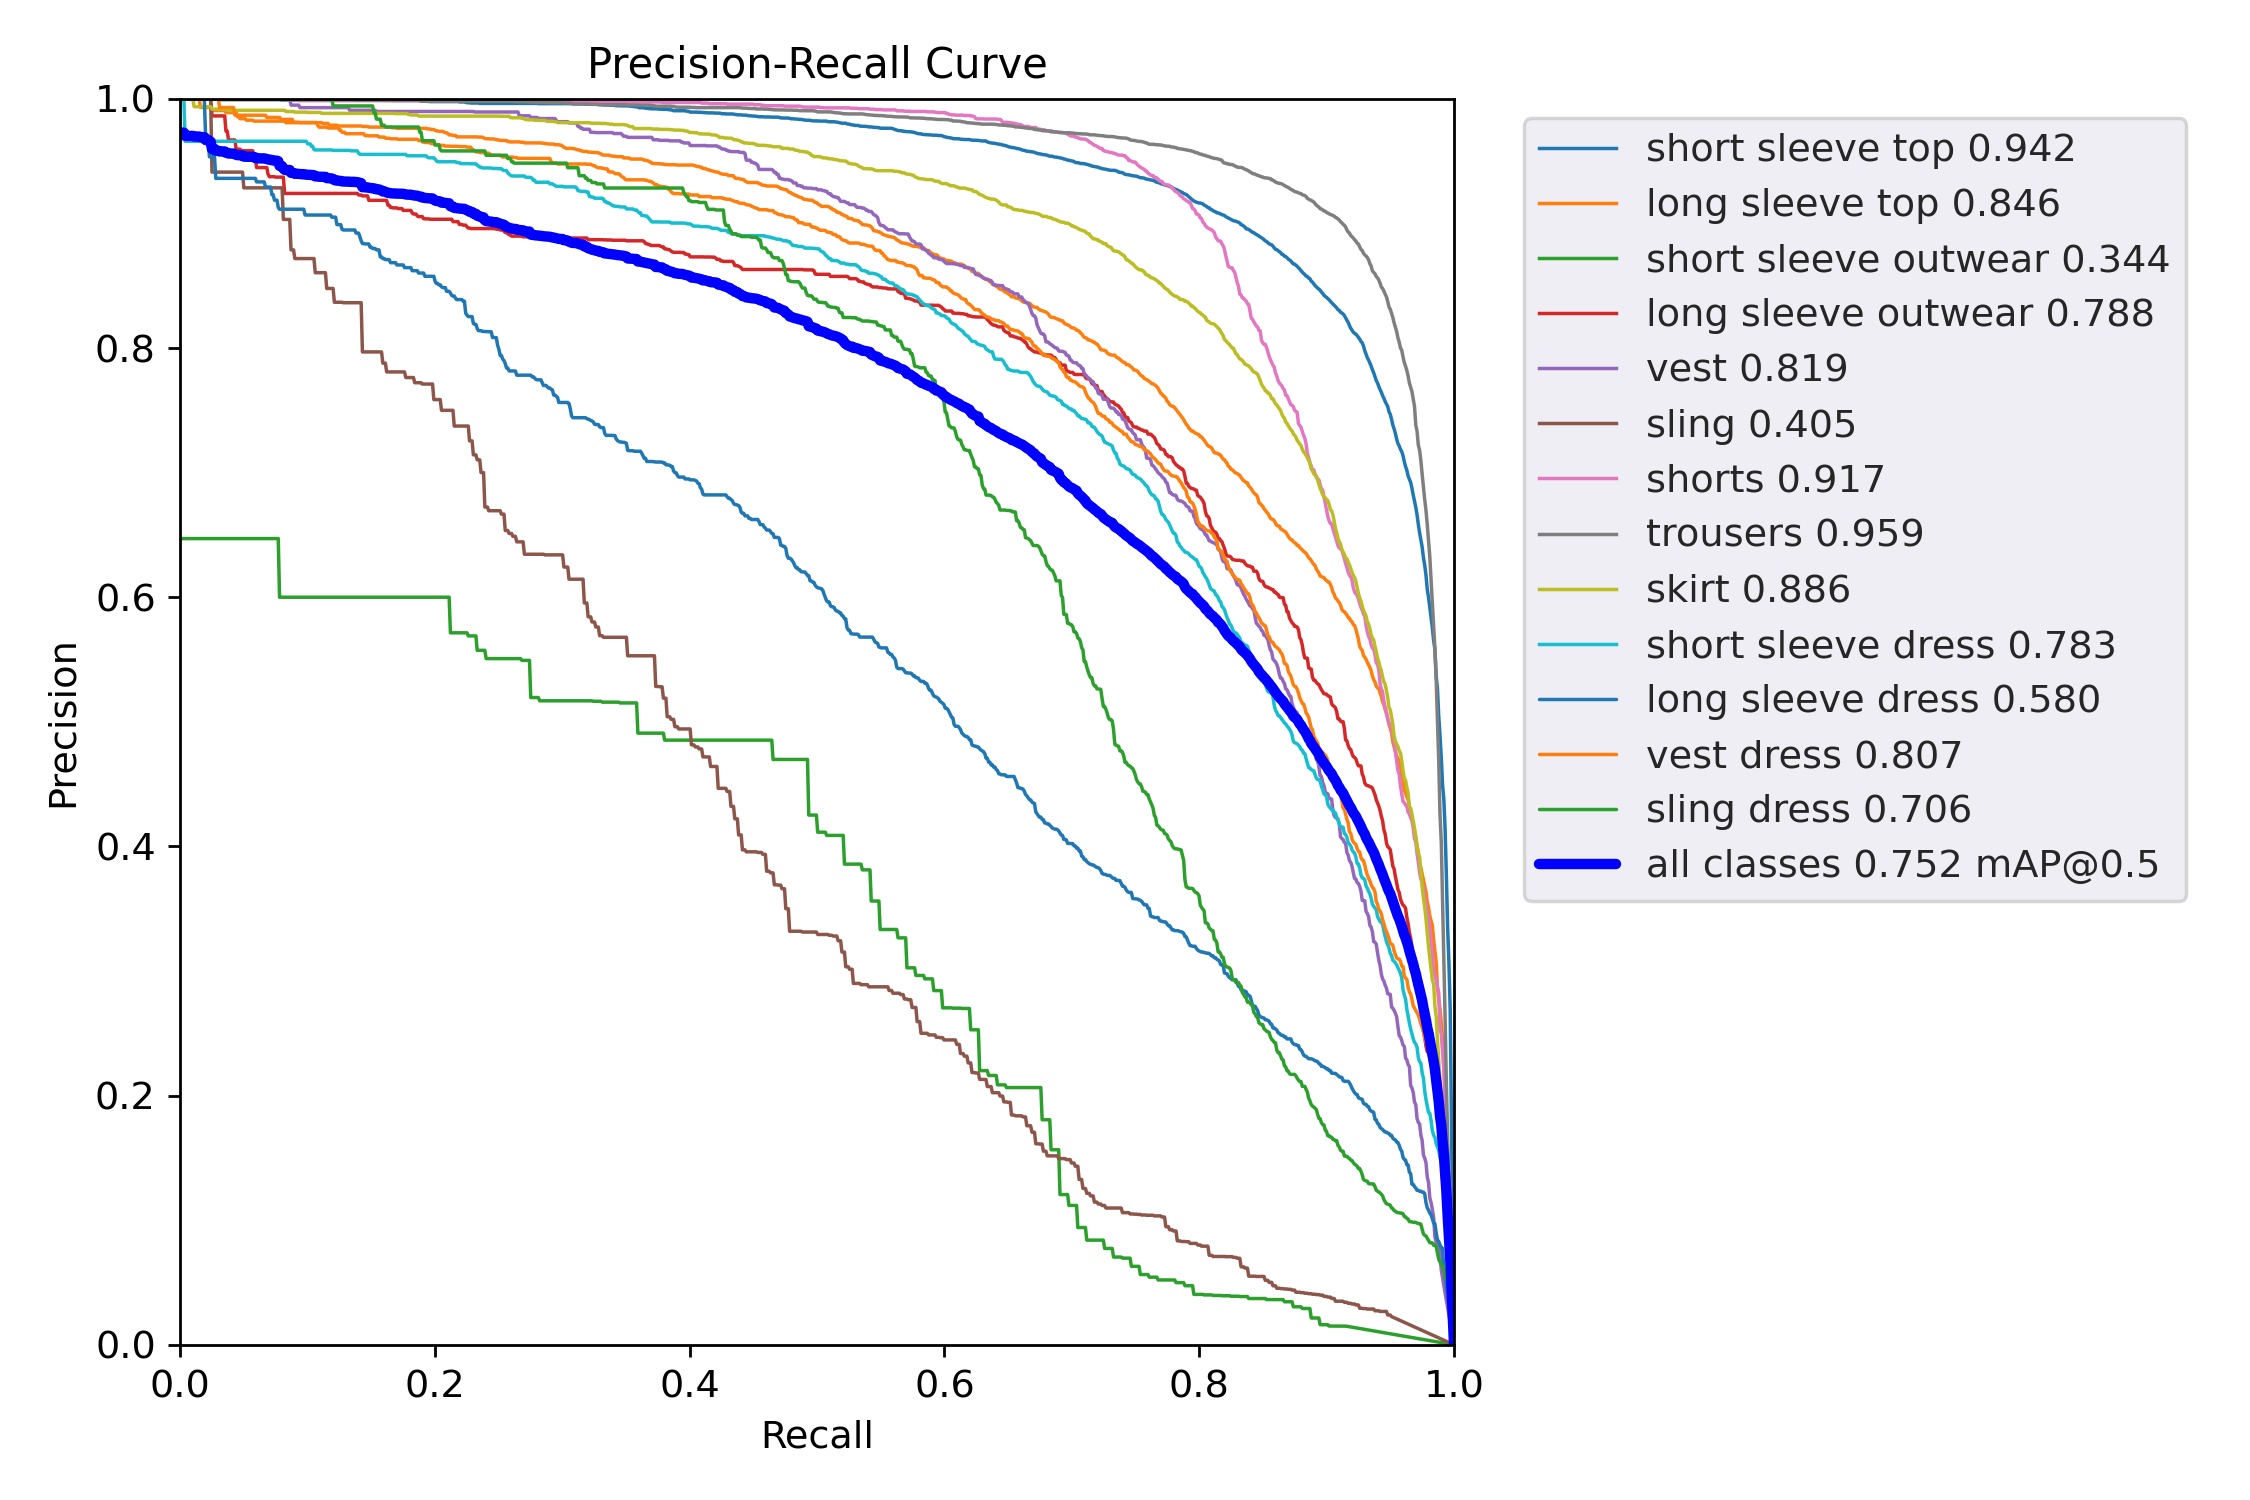 Precision-Recall Curve
1.0
0.8
0.6
0.4
0.2
0.0
Precision
0.0 0.2 0.4 0.6 0.8 1.0
Recall
short sleeve top 0.942
long sleeve top 0.846
short sleeve outwear 0.344
long sleeve outwear 0.788
vest 0.819
sling 0.405
shorts 0.917
trousers 0.959
skirt 0.886
short sleeve dress 0.783
long sleeve dress 0.580
vest dress 0.807
sling dress 0.706
all classes 0.752 mAP@0.5